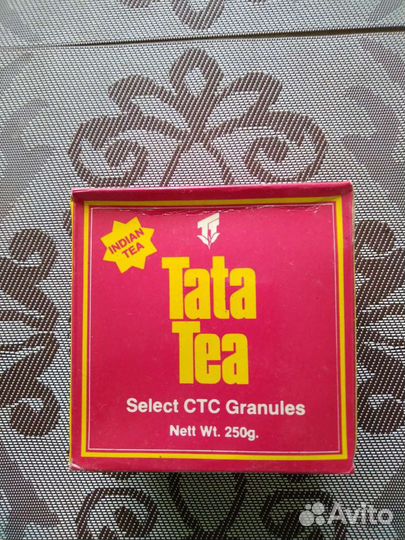 INDIAN
TEA
Tata
Tea
Select CTC Granules
Nett Wt. 250g.
Avito